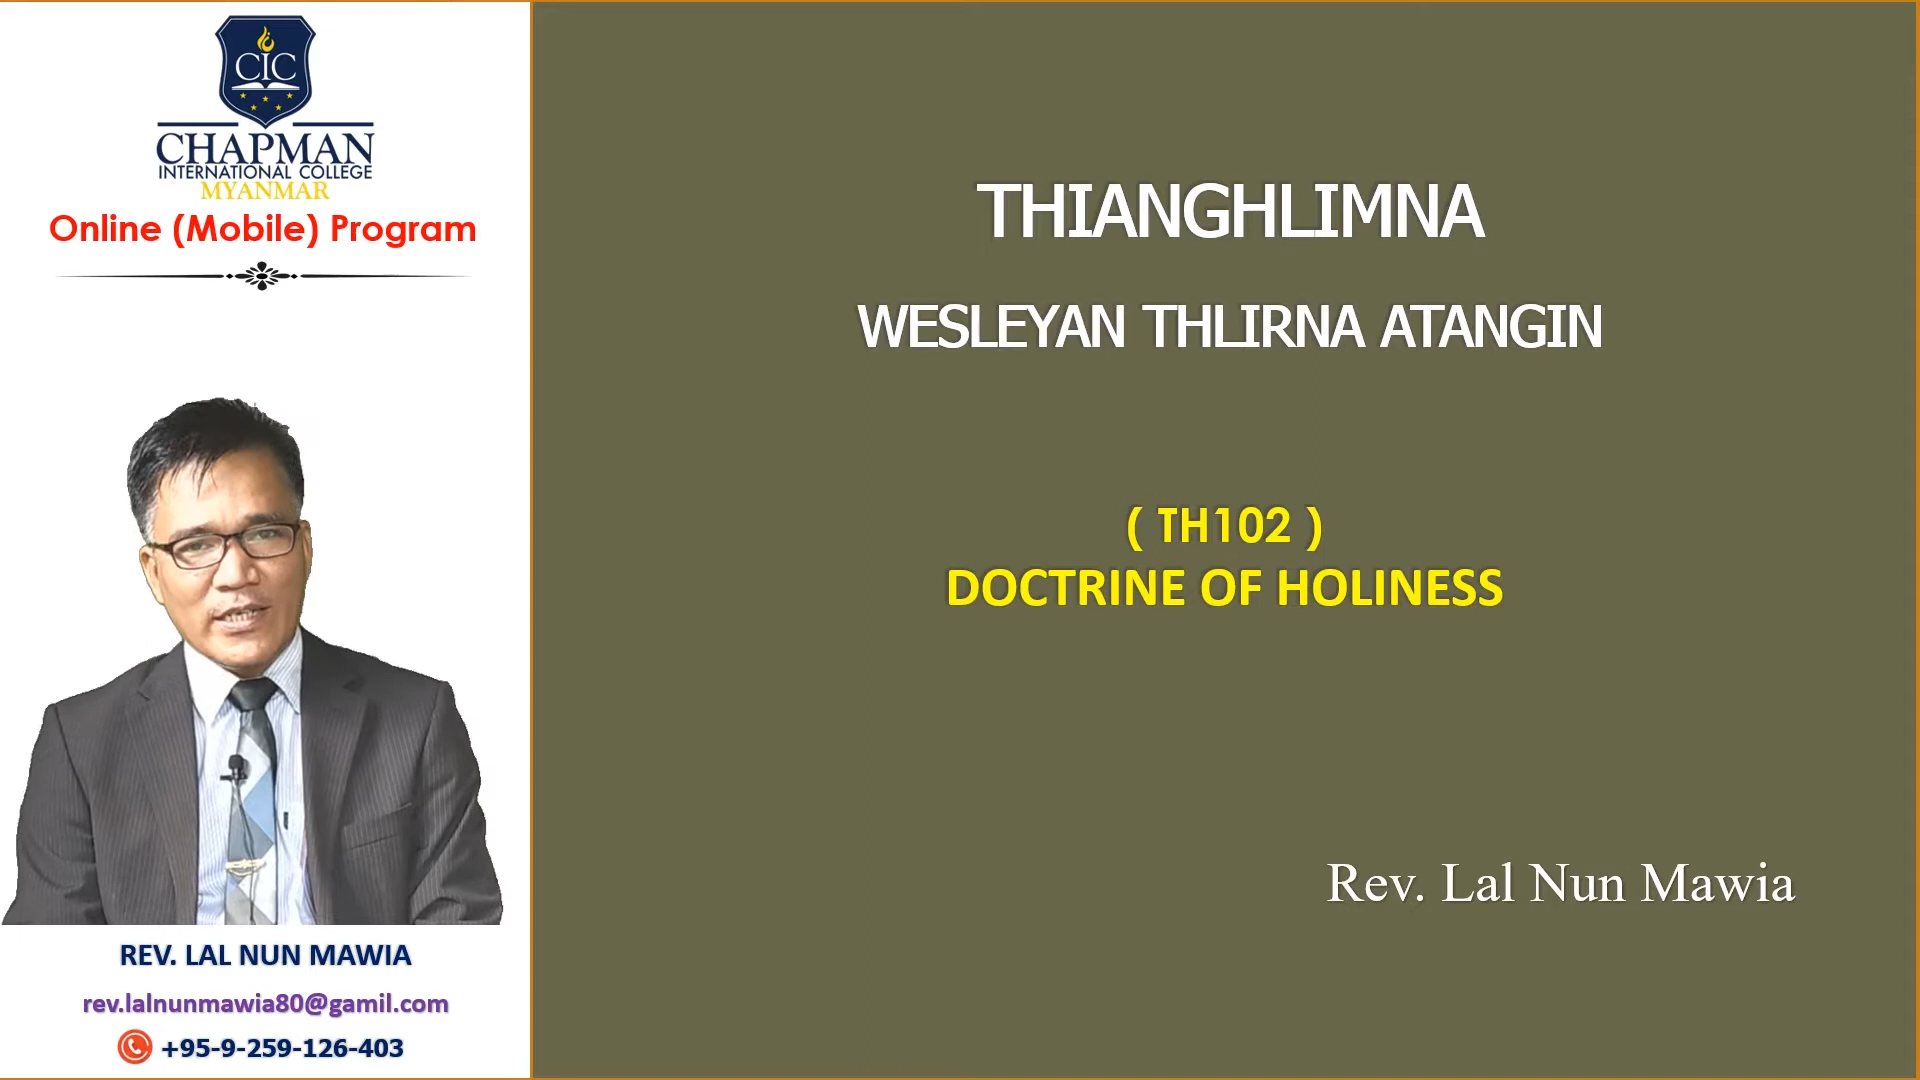 CIC
CHAPMAN
INTERNATIONAL COLLEGE
MYANMAR
Online (Mobile) Program
REV. LAL NUN MAWIA
rev.lalnunmawia80@gamil.com
+95-9-259-126-403
THIANGHLIMNA
WESLEYAN THLIRNA ATANGIN
( TH102 )
DOCTRINE OF HOLINESS
Rev. Lal Nun Mawia